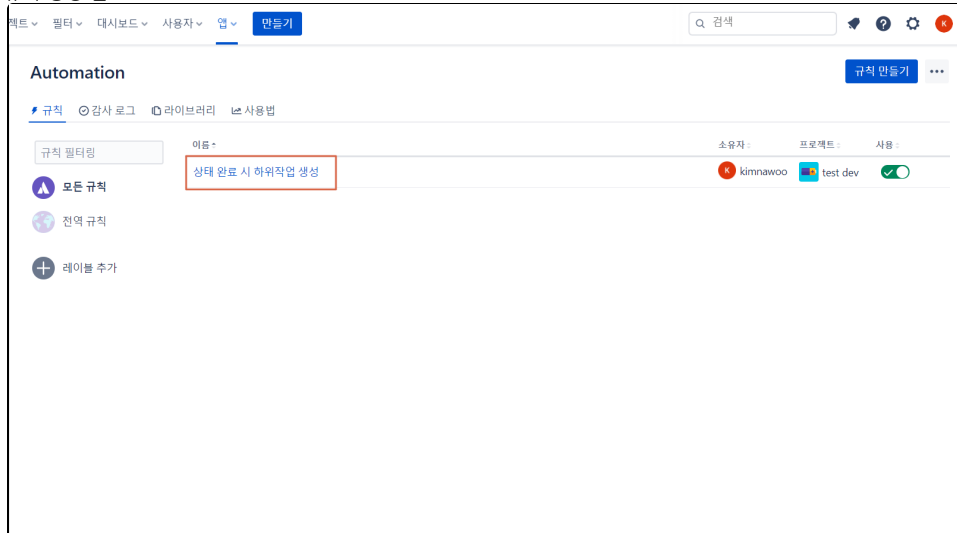 젝트 필터 대시보드 사용자 앱 만들기 검색 K
Automation 규칙 만들기
규칙 감사 로그 라이브러리 사용법
규칙 필터링 이름 소유자 프로젝트 사용
상태 완료 시 하위작업 생성 K kimnawoo test dev
모든 규칙
전역 규칙
레이블 추가